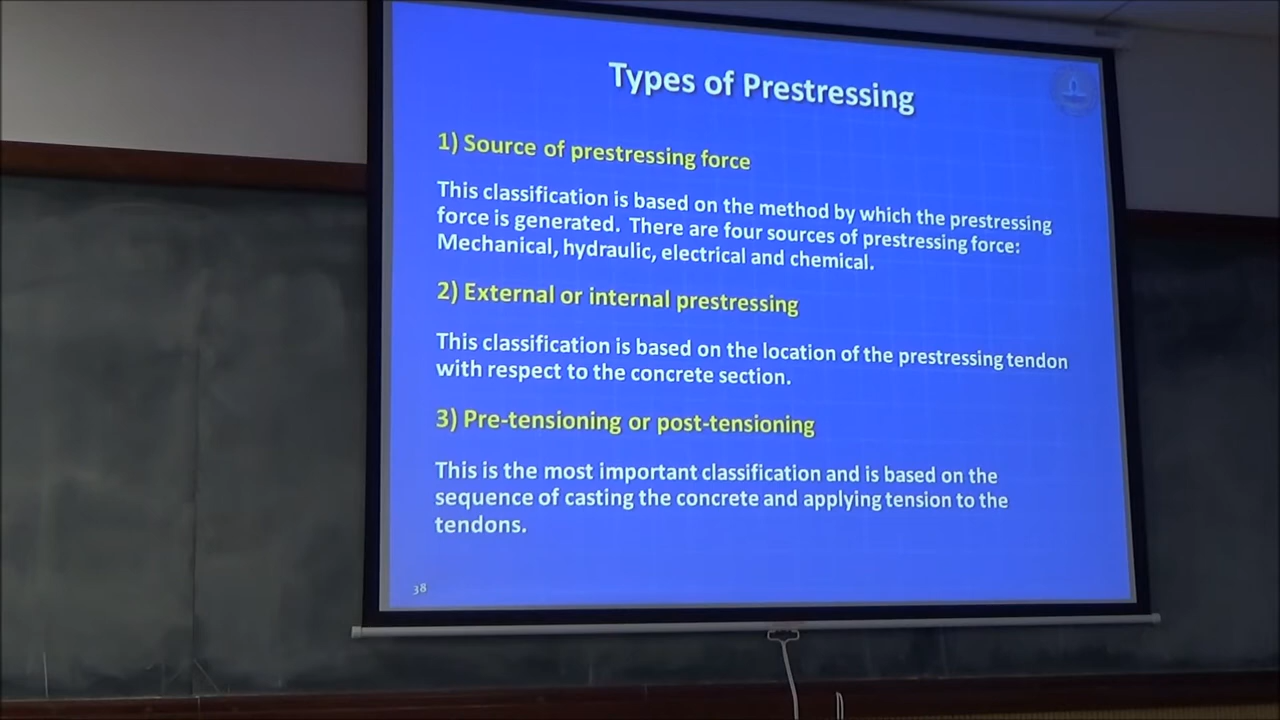 Types of Prestressing
1) Source of prestressing force
This classification is based on the method by which the prestressing
force is generated. There are four sources of prestressing force:
Mechanical, hydraulic, electrical and chemical.
2) External or internal prestressing
This classification is based on the location of the prestressing tendon
with respect to the concrete section.
3) Pre-tensioning or post-tensioning
This is the most important classification and is based on the
sequence of casting the concrete and applying tension to the
tendons.
38